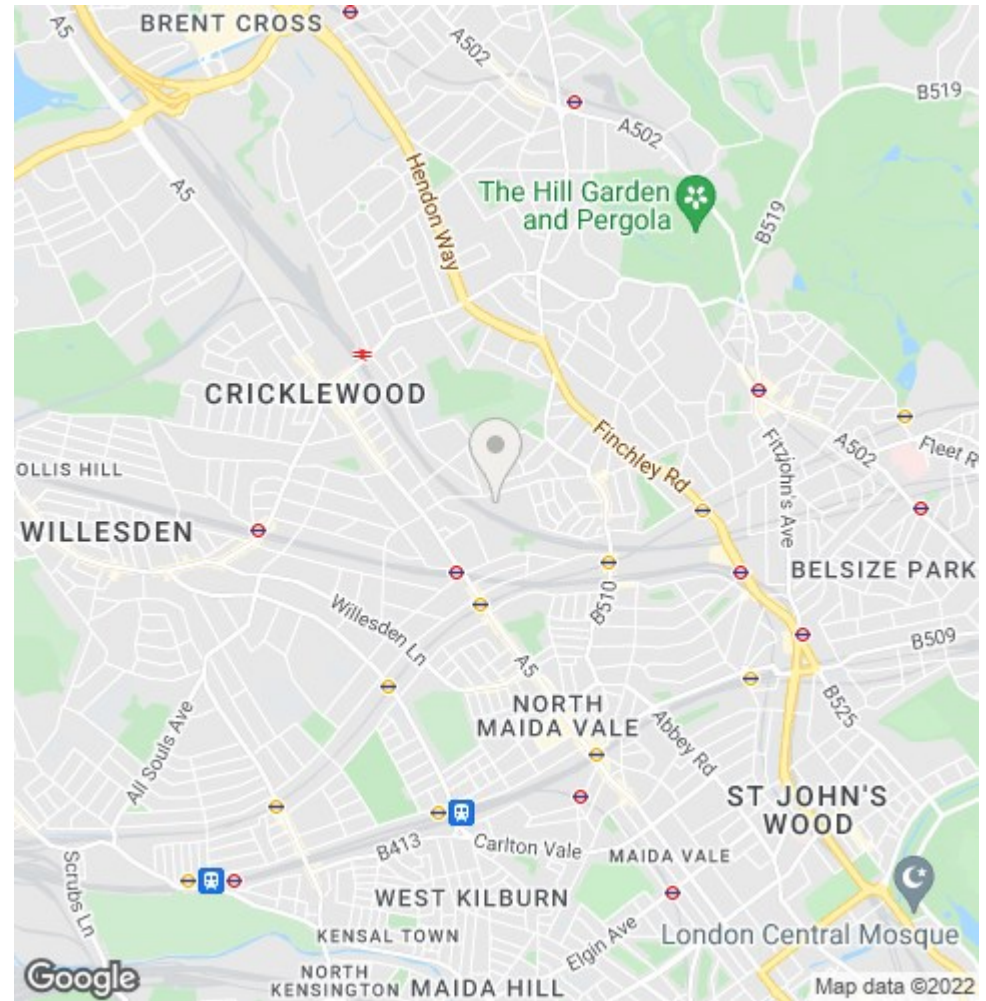 BRENT CROSS
A5
A502
B519
A502
Hendon Way
The Hill Garden
and Pergola
B519
A5
CRICKLEWOOD
Finchley Rd
Fitzjohn's Ave
A502
Fleet R
OLLIS HILL
WILLESDEN
BELSIZE PARK
B510
Willesden Ln
A5
B509
NORTH
MAIDA VALE
Abbey Rd
B525
All Souls Ave
ST JOHN'S
WOOD
B413
Carlton Vale
MAIDA VALE
Scrubs Ln
WEST KILBURN
KENSAL TOWN
Elgin Ave
London Central Mosque
NORTH
KENSINGTON
MAIDA HILL
Google
Map data ©2022